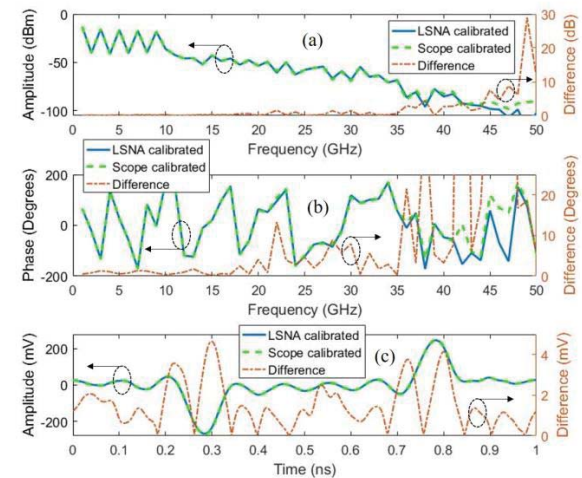 (a)
LSNA calibrated
Scope calibrated
Difference
Amplitude (dBm)
0
-50
-100
Difference (dB)
30
20
10
0
0 5 10 15 20 25 30 35 40 45 50
Frequency (GHz)
LSNA calibrated
Scope calibrated
Difference
(b)
Phase (Degrees)
200
0
-200
Difference (Degrees)
20
10
0
0 5 10 15 20 25 30 35 40 45 50
Frequency (GHz)
LSNA calibrated
Scope calibrated
Difference
(c)
Amplitude (mV)
200
0
-200
Difference (mV)
4
2
0
0 0.1 0.2 0.3 0.4 0.5 0.6 0.7 0.8 0.9 1
Time (ns)